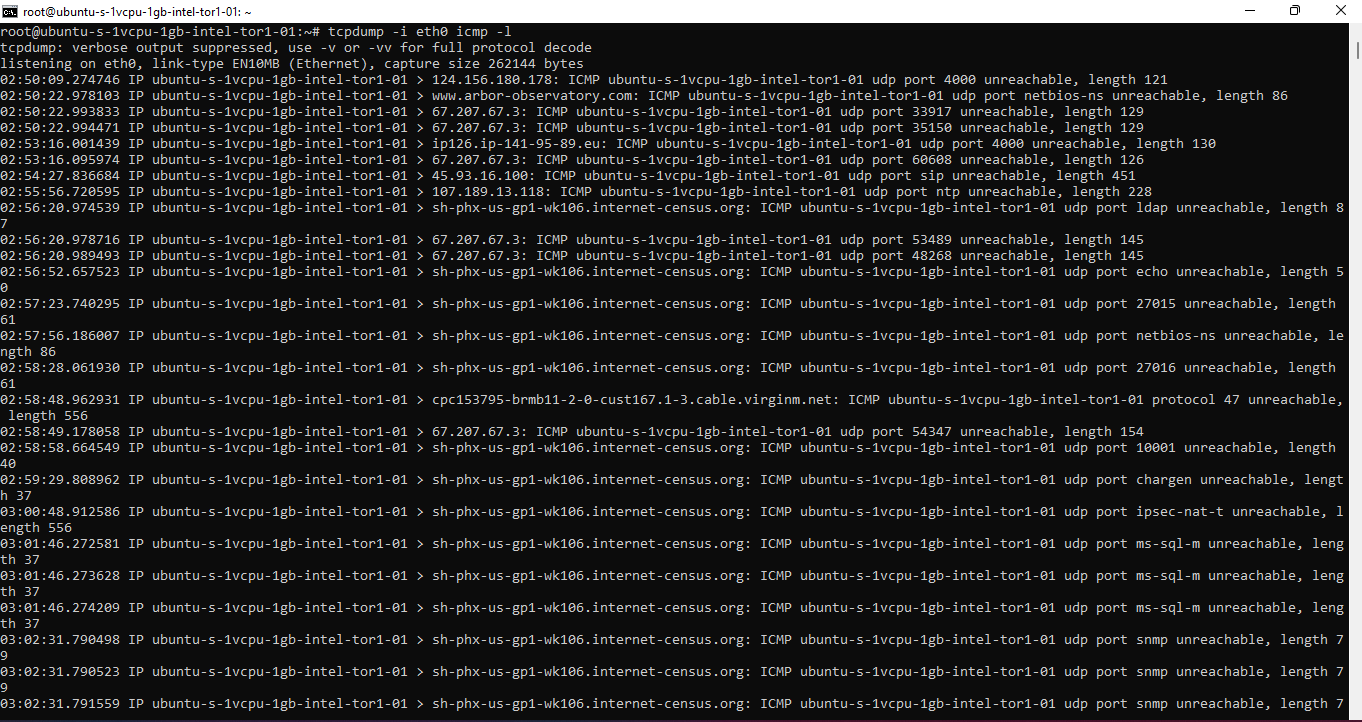 root@ubuntu-s-1vcpu-1gb-intel-tor1-01: ~
root@ubuntu-s-1vcpu-1gb-intel-tor1-01:~# tcpdump -i eth0 icmp -l
tcpdump: verbose output suppressed, use -v or -vv for full protocol decode
listening on eth0, link-type EN10MB (Ethernet), capture size 262144 bytes
02:50:09.274746 IP ubuntu-s-1vcpu-1gb-intel-tor1-01 > 124.156.180.178: ICMP ubuntu-s-1vcpu-1gb-intel-tor1-01 udp port 4000 unreachable, length 121
02:50:22.978103 IP ubuntu-s-1vcpu-1gb-intel-tor1-01 > www.arbor-observatory.com: ICMP ubuntu-s-1vcpu-1gb-intel-tor1-01 udp port netbios-ns unreachable, length 86
02:50:22.993833 IP ubuntu-s-1vcpu-1gb-intel-tor1-01 > 67.207.67.3: ICMP ubuntu-s-1vcpu-1gb-intel-tor1-01 udp port 33917 unreachable, length 129
02:50:22.994471 IP ubuntu-s-1vcpu-1gb-intel-tor1-01 > 67.207.67.3: ICMP ubuntu-s-1vcpu-1gb-intel-tor1-01 udp port 35150 unreachable, length 129
02:53:16.001439 IP ubuntu-s-1vcpu-1gb-intel-tor1-01 > ip126.ip-141-95-89.eu: ICMP ubuntu-s-1vcpu-1gb-intel-tor1-01 udp port 4000 unreachable, length 130
02:53:16.095974 IP ubuntu-s-1vcpu-1gb-intel-tor1-01 > 67.207.67.3: ICMP ubuntu-s-1vcpu-1gb-intel-tor1-01 udp port 60608 unreachable, length 126
02:54:27.836684 IP ubuntu-s-1vcpu-1gb-intel-tor1-01 > 45.93.16.100: ICMP ubuntu-s-1vcpu-1gb-intel-tor1-01 udp port sip unreachable, length 451
02:55:56.720595 IP ubuntu-s-1vcpu-1gb-intel-tor1-01 > 107.189.13.118: ICMP ubuntu-s-1vcpu-1gb-intel-tor1-01 udp port ntp unreachable, length 228
02:56:20.974539 IP ubuntu-s-1vcpu-1gb-intel-tor1-01 > sh-phx-us-gp1-wk106.internet-census.org: ICMP ubuntu-s-1vcpu-1gb-intel-tor1-01 udp port ldap unreachable, length 8
7
02:56:20.978716 IP ubuntu-s-1vcpu-1gb-intel-tor1-01 > 67.207.67.3: ICMP ubuntu-s-1vcpu-1gb-intel-tor1-01 udp port 53489 unreachable, length 145
02:56:20.989493 IP ubuntu-s-1vcpu-1gb-intel-tor1-01 > 67.207.67.3: ICMP ubuntu-s-1vcpu-1gb-intel-tor1-01 udp port 48268 unreachable, length 145
02:56:52.657523 IP ubuntu-s-1vcpu-1gb-intel-tor1-01 > sh-phx-us-gp1-wk106.internet-census.org: ICMP ubuntu-s-1vcpu-1gb-intel-tor1-01 udp port echo unreachable, length 5
0
02:57:23.740295 IP ubuntu-s-1vcpu-1gb-intel-tor1-01 > sh-phx-us-gp1-wk106.internet-census.org: ICMP ubuntu-s-1vcpu-1gb-intel-tor1-01 udp port 27015 unreachable, length
61
02:57:56.186007 IP ubuntu-s-1vcpu-1gb-intel-tor1-01 > sh-phx-us-gp1-wk106.internet-census.org: ICMP ubuntu-s-1vcpu-1gb-intel-tor1-01 udp port netbios-ns unreachable, le
ngth 86
02:58:28.061930 IP ubuntu-s-1vcpu-1gb-intel-tor1-01 > sh-phx-us-gp1-wk106.internet-census.org: ICMP ubuntu-s-1vcpu-1gb-intel-tor1-01 udp port 27016 unreachable, length
61
02:58:48.962931 IP ubuntu-s-1vcpu-1gb-intel-tor1-01 > cpc153795-brmb11-2-0-cust167.1-3.cable.virginm.net: ICMP ubuntu-s-1vcpu-1gb-intel-tor1-01 protocol 47 unreachable,
 length 556
02:58:49.178058 IP ubuntu-s-1vcpu-1gb-intel-tor1-01 > 67.207.67.3: ICMP ubuntu-s-1vcpu-1gb-intel-tor1-01 udp port 54347 unreachable, length 154
02:58:58.664549 IP ubuntu-s-1vcpu-1gb-intel-tor1-01 > sh-phx-us-gp1-wk106.internet-census.org: ICMP ubuntu-s-1vcpu-1gb-intel-tor1-01 udp port 10001 unreachable, length
40
02:59:29.808962 IP ubuntu-s-1vcpu-1gb-intel-tor1-01 > sh-phx-us-gp1-wk106.internet-census.org: ICMP ubuntu-s-1vcpu-1gb-intel-tor1-01 udp port chargen unreachable, lengt
h 37
03:00:48.912586 IP ubuntu-s-1vcpu-1gb-intel-tor1-01 > sh-phx-us-gp1-wk106.internet-census.org: ICMP ubuntu-s-1vcpu-1gb-intel-tor1-01 udp port ipsec-nat-t unreachable, l
ength 556
03:01:46.272581 IP ubuntu-s-1vcpu-1gb-intel-tor1-01 > sh-phx-us-gp1-wk106.internet-census.org: ICMP ubuntu-s-1vcpu-1gb-intel-tor1-01 udp port ms-sql-m unreachable, leng
th 37
03:01:46.273628 IP ubuntu-s-1vcpu-1gb-intel-tor1-01 > sh-phx-us-gp1-wk106.internet-census.org: ICMP ubuntu-s-1vcpu-1gb-intel-tor1-01 udp port ms-sql-m unreachable, leng
th 37
03:01:46.274209 IP ubuntu-s-1vcpu-1gb-intel-tor1-01 > sh-phx-us-gp1-wk106.internet-census.org: ICMP ubuntu-s-1vcpu-1gb-intel-tor1-01 udp port ms-sql-m unreachable, leng
th 37
03:02:31.790498 IP ubuntu-s-1vcpu-1gb-intel-tor1-01 > sh-phx-us-gp1-wk106.internet-census.org: ICMP ubuntu-s-1vcpu-1gb-intel-tor1-01 udp port snmp unreachable, length 7
9
03:02:31.790523 IP ubuntu-s-1vcpu-1gb-intel-tor1-01 > sh-phx-us-gp1-wk106.internet-census.org: ICMP ubuntu-s-1vcpu-1gb-intel-tor1-01 udp port snmp unreachable, length 7
9
03:02:31.791559 IP ubuntu-s-1vcpu-1gb-intel-tor1-01 > sh-phx-us-gp1-wk106.internet-census.org: ICMP ubuntu-s-1vcpu-1gb-intel-tor1-01 udp port snmp unreachable, length 7